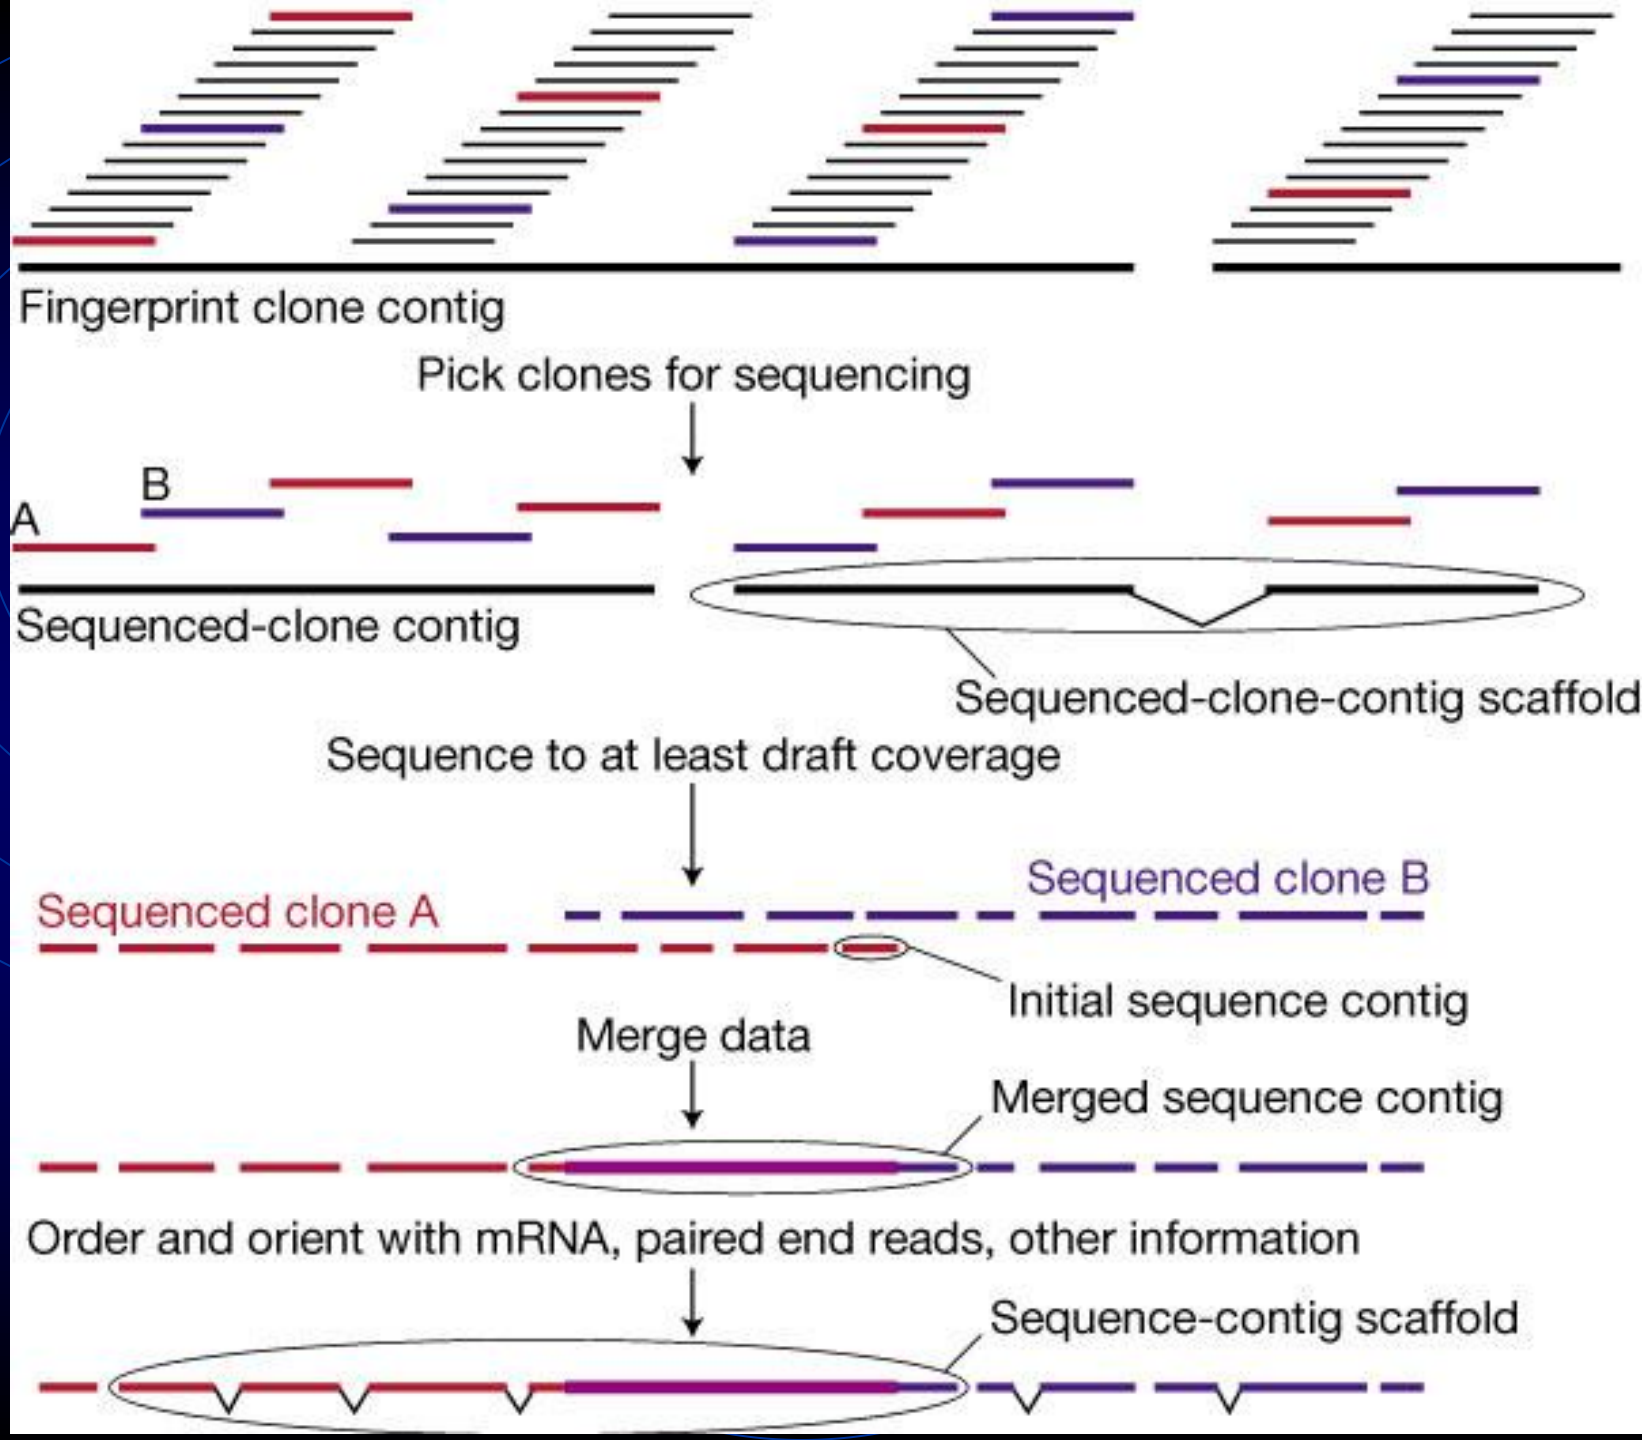 Fingerprint clone contig
Pick clones for sequencing
B
A
Sequenced-clone contig
Sequenced-clone-contig scaffold
Sequence to at least draft coverage
Sequenced clone B
Sequenced clone A
Initial sequence contig
Merge data
Merged sequence contig
Order and orient with mRNA, paired end reads, other information
Sequence-contig scaffold